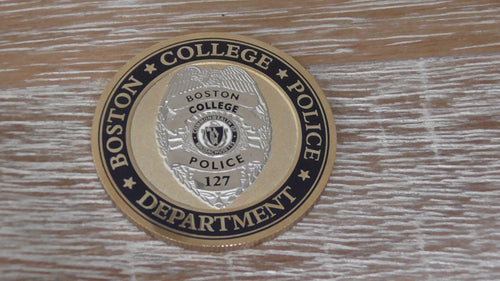 BOSTON ★ COLLEGE ★ POLICE ★ DEPARTMENT ★
BOSTON
COLLEGE
POLICE
127